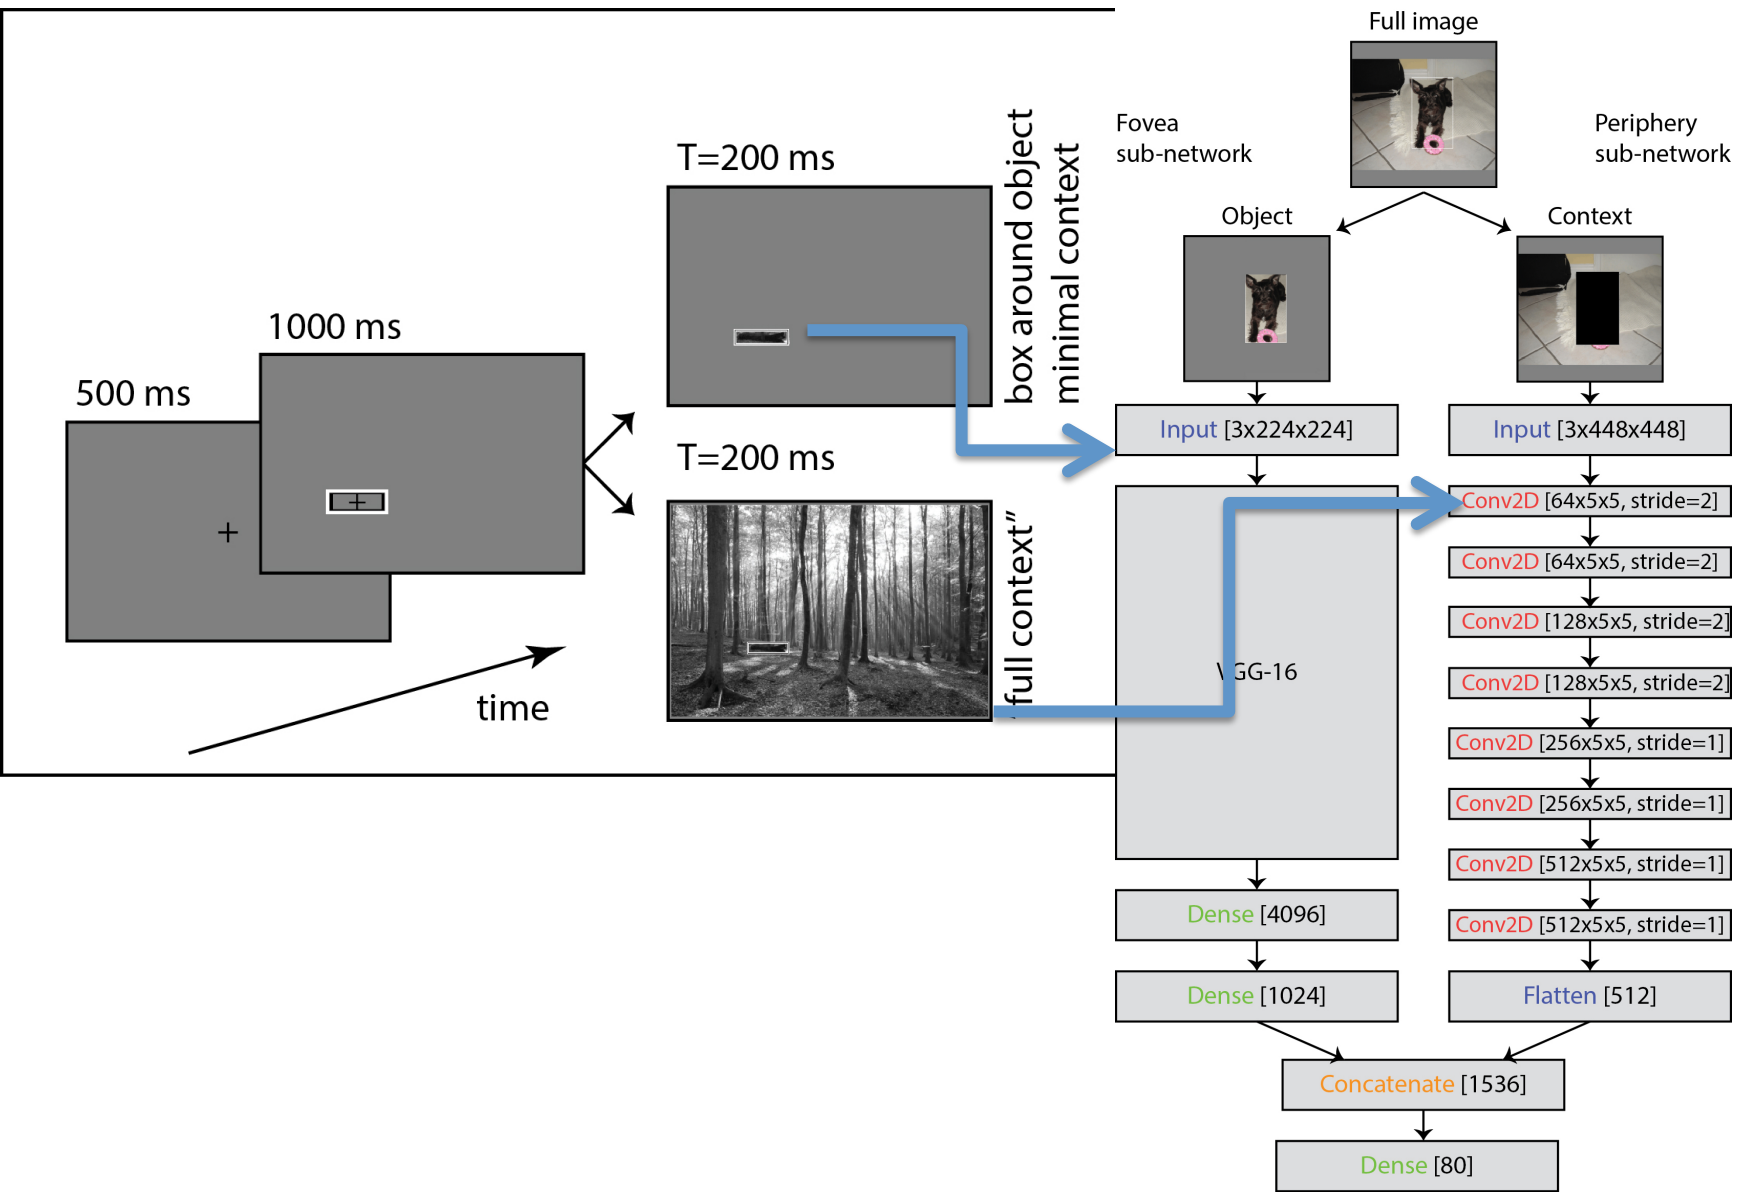 500 ms
1000 ms
T=200 ms
T=200 ms
time
box around object
minimal context
“full context”
Full image
Fovea
sub-network
Periphery
sub-network
Object
Context
Input [3x224x224]
VGG-16
Dense [4096]
Dense [1024]
Input [3x448x448]
Conv2D [64x5x5, stride=2]
Conv2D [64x5x5, stride=2]
Conv2D [128x5x5, stride=2]
Conv2D [128x5x5, stride=2]
Conv2D [256x5x5, stride=1]
Conv2D [256x5x5, stride=1]
Conv2D [512x5x5, stride=1]
Conv2D [512x5x5, stride=1]
Flatten [512]
Concatenate [1536]
Dense [80]